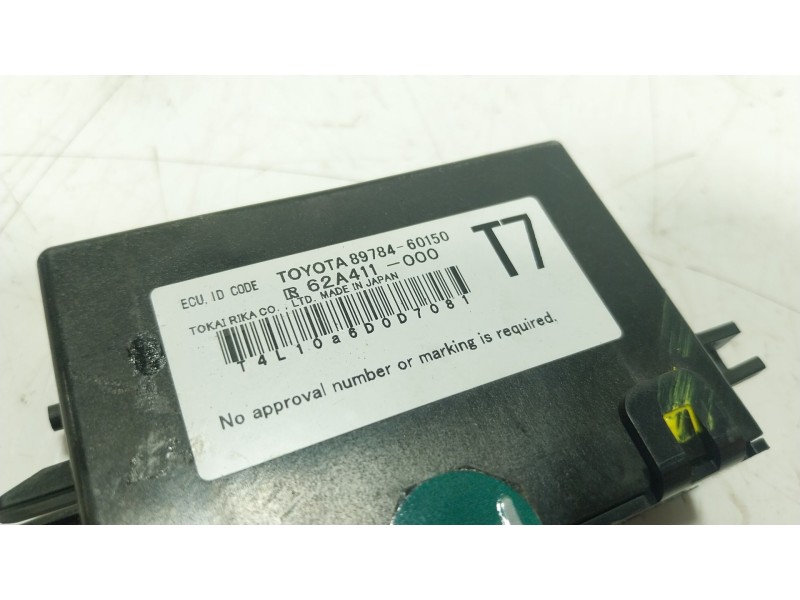 ECU, ID CODE TOYOTA 89784-60150
62A411-000
TOKAI RIKA CO., LTD. MADE IN JAPAN
T7
T4L10a6D0D7081
No approval number or marking is required.